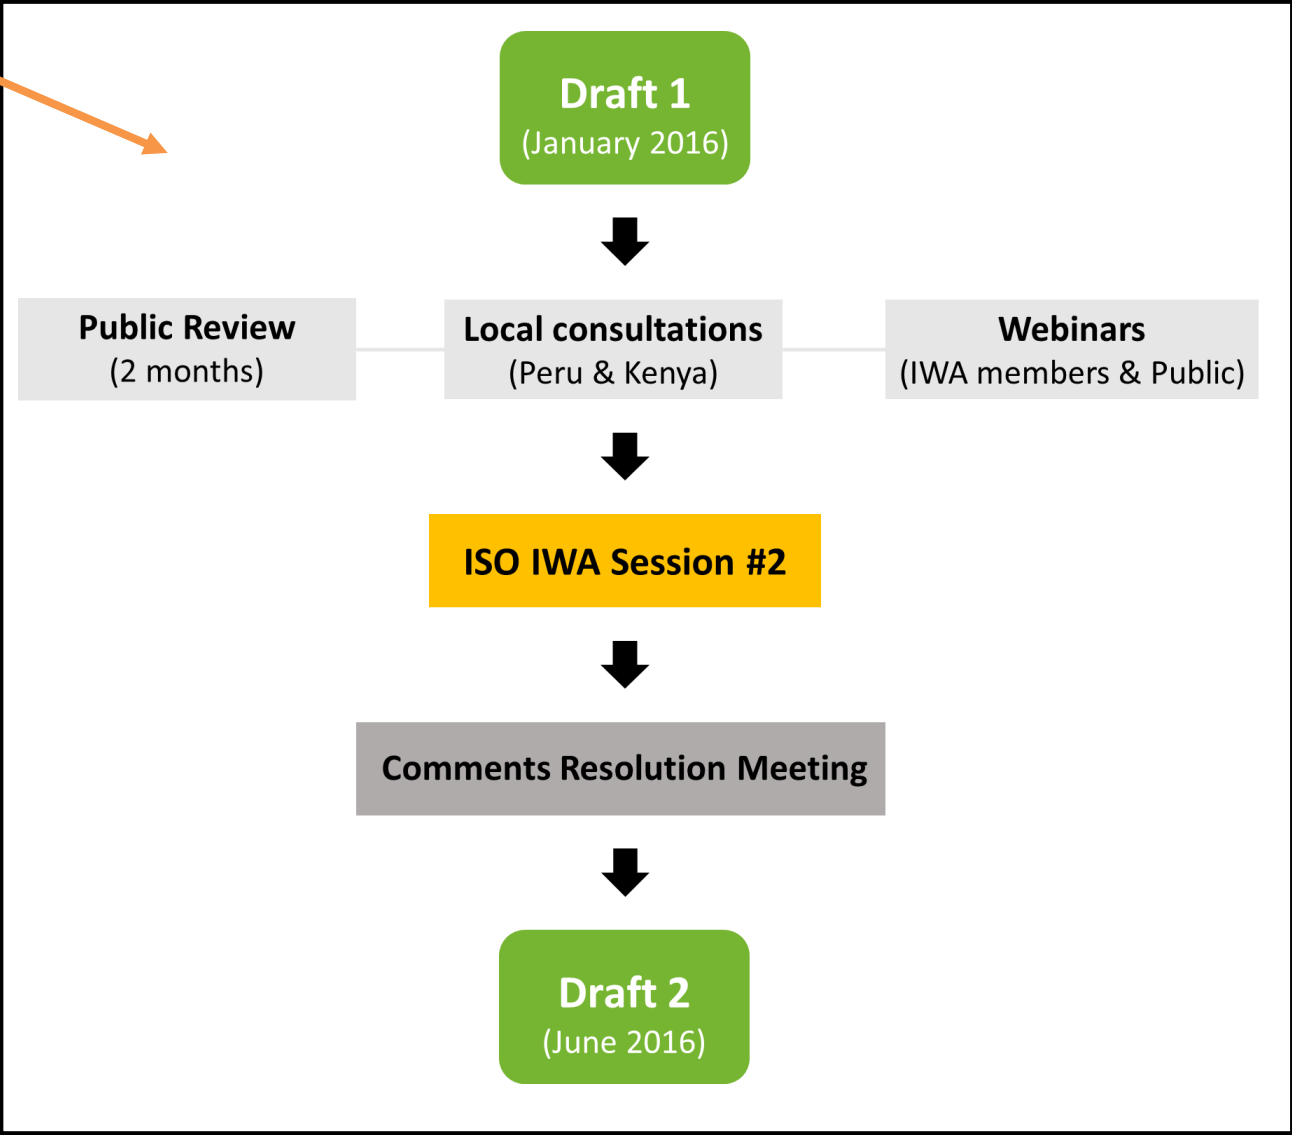 Draft 1
(January 2016)
Public Review
(2 months)
Local consultations
(Peru & Kenya)
Webinars
(IWA members & Public)
ISO IWA Session #2
Comments Resolution Meeting
Draft 2
(June 2016)